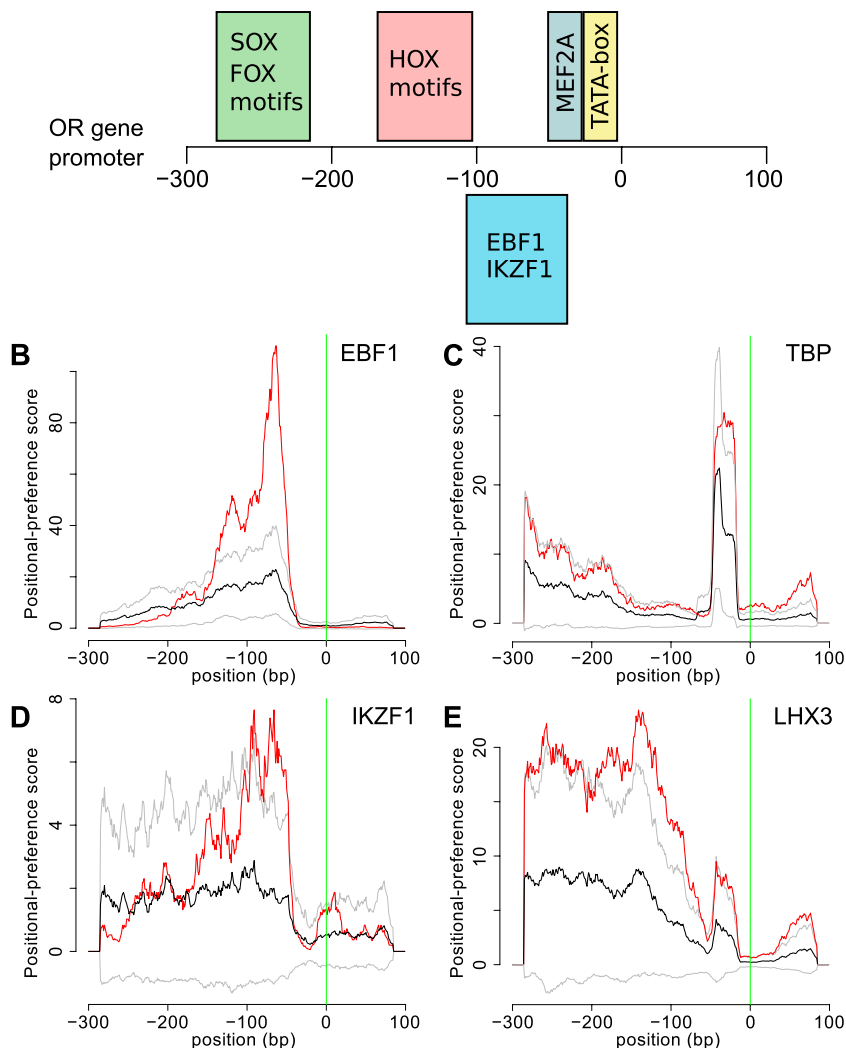 SOX
FOX
motifs
HOX
motifs
MEF2A
TATA-box
OR gene
promoter
−300
−200
−100
0
100
EBF1
IKZF1
B
EBF1
Positional-preference score
0
40
80
−300
−200
−100
0
100
position (bp)
C
TBP
Positional-preference score
0
20
40
−300
−200
−100
0
100
position (bp)
D
IKZF1
Positional-preference score
0
4
8
−300
−200
−100
0
100
position (bp)
E
LHX3
Positional-preference score
0
10
20
−300
−200
−100
0
100
position (bp)